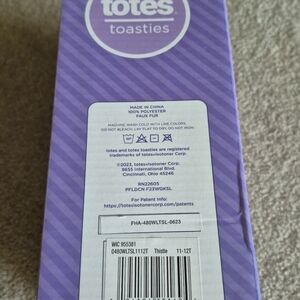 totes
toasties
MADE IN CHINA
100% POLYESTER
FAUX FUR
MACHINE WASH COLD WITH LIKE COLORS,
DO NOT BLEACH, LAY FLAT TO DRY, DO NOT IRON
totes and totes toasties are registered
trademarks of totes»isotoner Corp.
©2023, totes»isotoner Corp.
9655 International Blvd.
Cincinnati, Ohio 45246
RN22605
PFLDCN F23WGKSL
For Patent Info:
https://totesisotonercorp.com/patents
FHA-480WLTSL-0623
WIC 955381
0480WLTSL1112T Thistle 11-12T